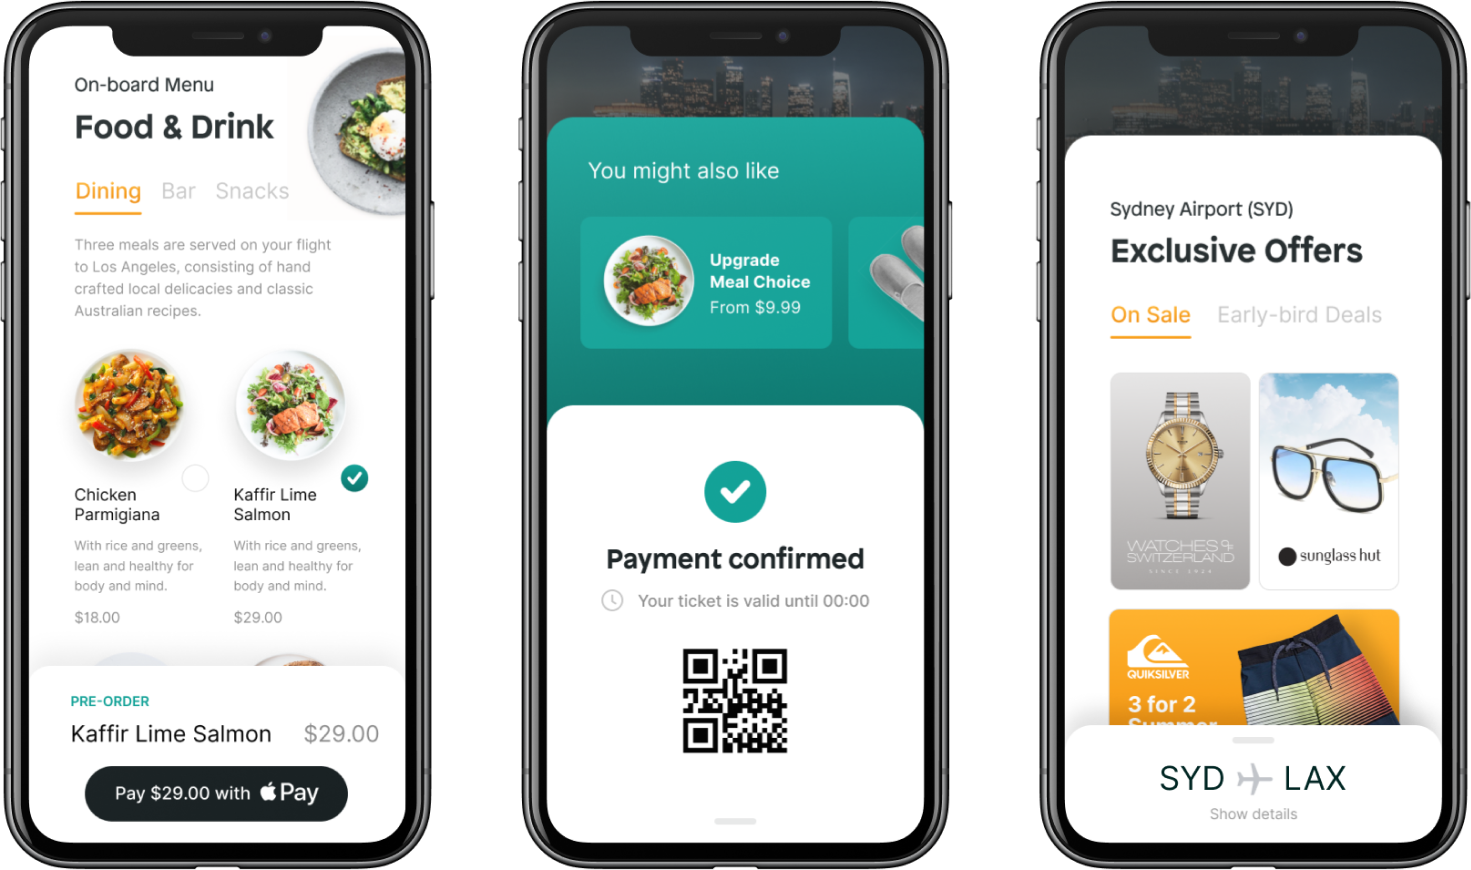 On-board Menu
Food & Drink
Dining Bar Snacks
Three meals are served on your flight
to Los Angeles, consisting of hand
crafted local delicacies and classic
Australian recipes.
Chicken
Parmigiana
With rice and greens,
lean and healthy for
body and mind.
$18.00
Kaffir Lime
Salmon
With rice and greens,
lean and healthy for
body and mind.
$29.00
PRE-ORDER
Kaffir Lime Salmon $29.00
Pay $29.00 with Pay
You might also like
Upgrade
Meal Choice
From $9.99
Payment confirmed
Your ticket is valid until 00:00
Sydney Airport (SYD)
Exclusive Offers
On Sale Early-bird Deals
WATCHES OF
SWITZERLAND
SINCE 1924
sunglass hut
QUIKSILVER
3 for 2
Summer
SYD LAX
Show details